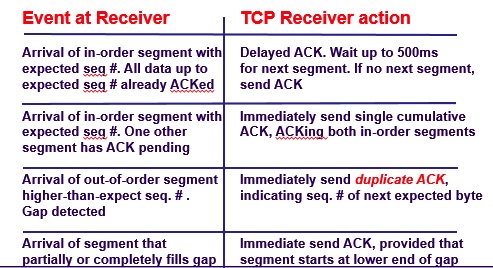 Event at Receiver
TCP Receiver action
Arrival of in-order segment with
expected seq #. All data up to
expected seq # already ACKed
Delayed ACK. Wait up to 500ms
for next segment. If no next segment,
send ACK
Arrival of in-order segment with
expected seq #. One other
segment has ACK pending
Immediately send single cumulative
ACK, ACKing both in-order segments
Arrival of out-of-order segment
higher-than-expect seq. # .
Gap detected
Immediately send duplicate ACK,
indicating seq. # of next expected byte
Arrival of segment that
partially or completely fills gap
Immediate send ACK, provided that
segment starts at lower end of gap